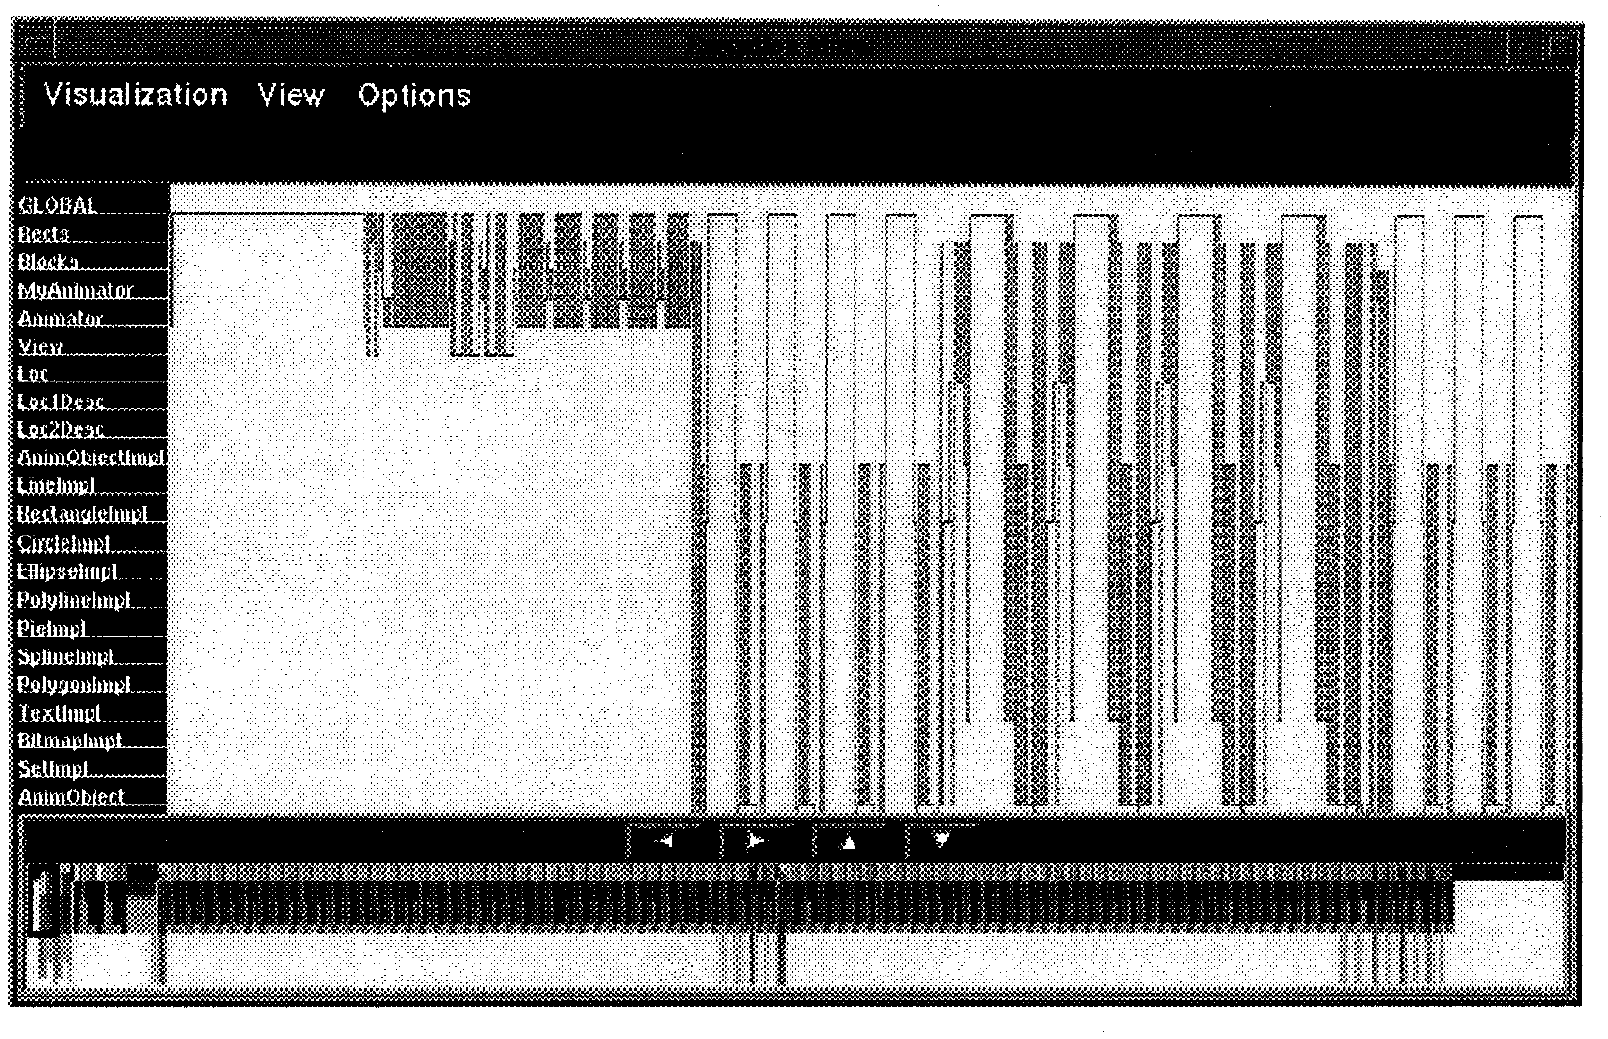 Visualization View Options
GLOBAL
Rects
Blocks
MyAnimator
Animator
View
Loc
Loc1Desc
Loc2Desc
AnimObjectImpl
LineImpl
RectangleImpl
CircleImpl
EllipseImpl
PolylineImpl
PieImpl
SplineImpl
PolygonImpl
TextImpl
BitmapImpl
SetImpl
AnimObject